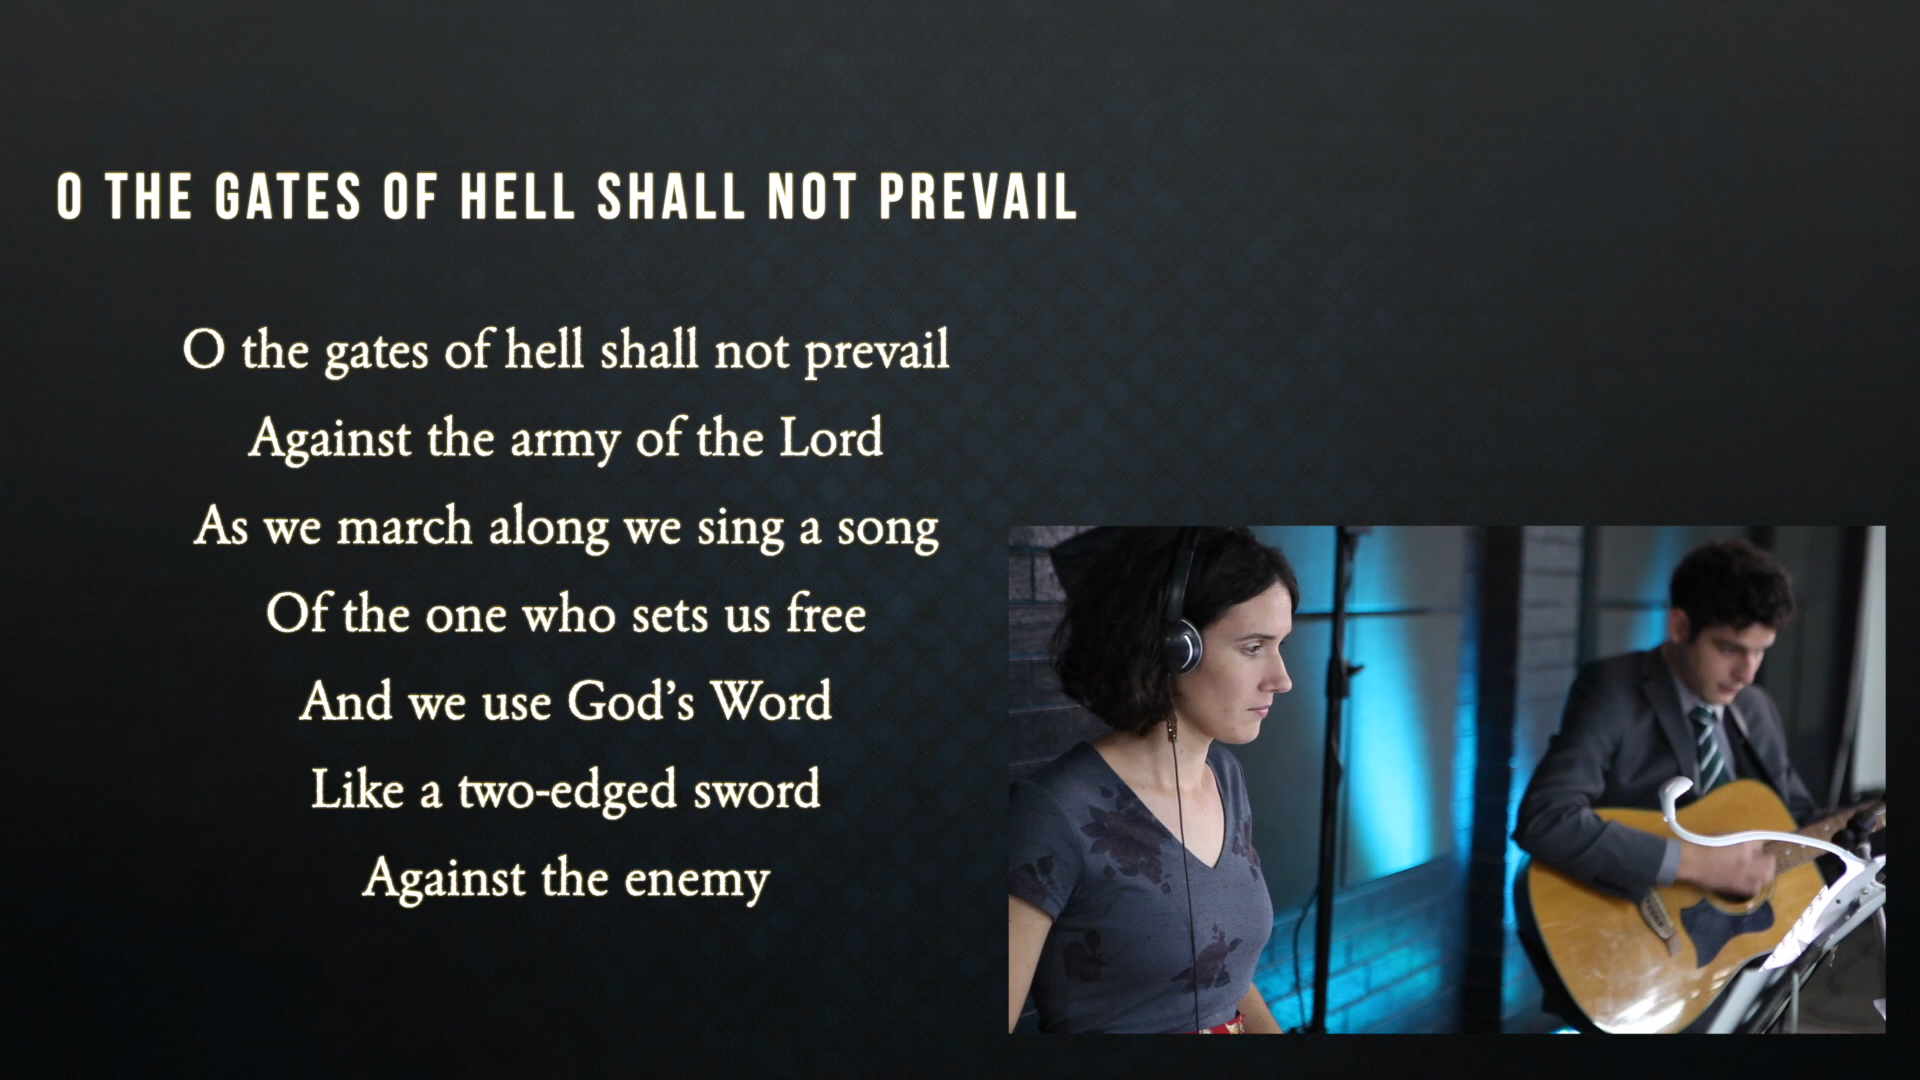 O THE GATES OF HELL SHALL NOT PREVAIL
O the gates of hell shall not prevail
Against the army of the Lord
As we march along we sing a song
Of the one who sets us free
And we use God’s Word
Like a two-edged sword
Against the enemy